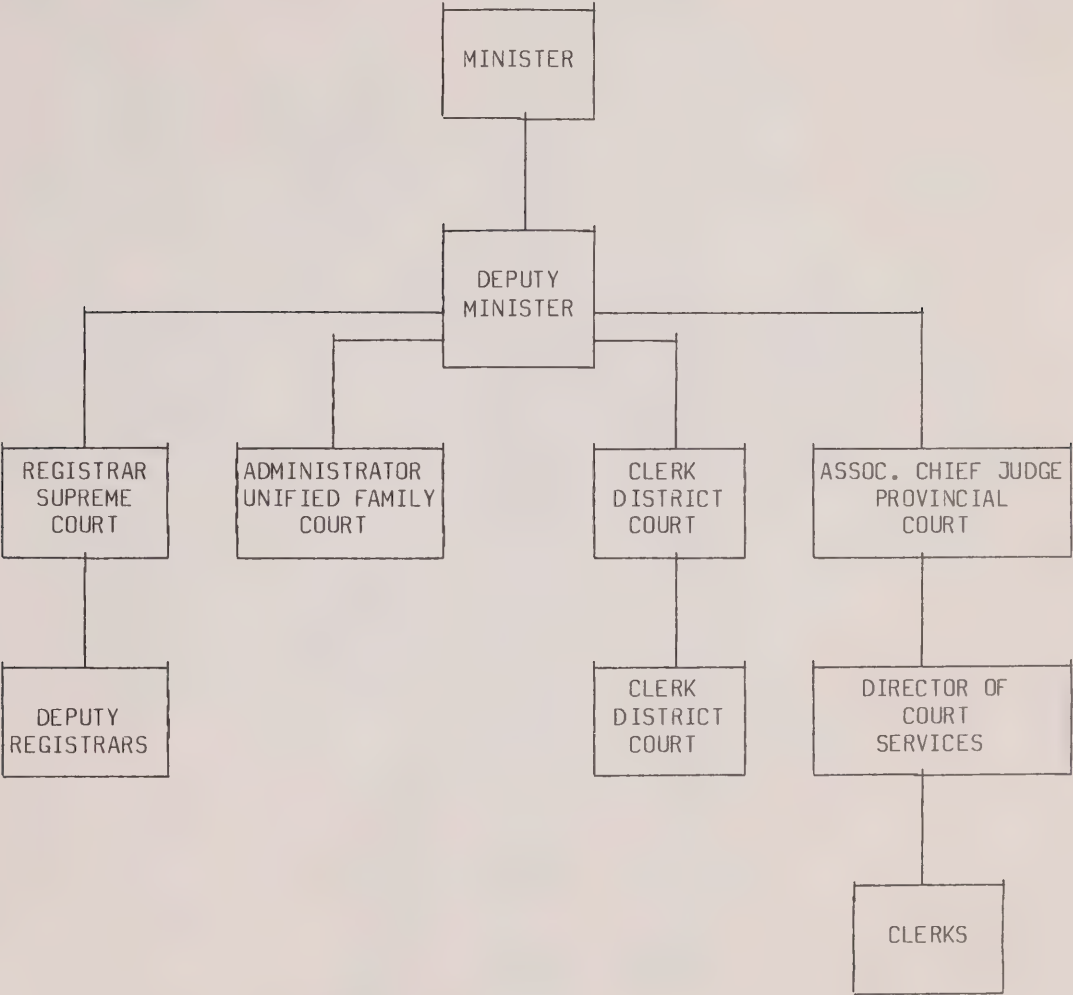 MINISTER
DEPUTY
MINISTER
REGISTRAR
SUPREME
COURT
ADMINISTRATOR
UNIFIED FAMILY
COURT
CLERK
DISTRICT
COURT
ASSOC. CHIEF JUDGE
PROVINCIAL
COURT
DEPUTY
REGISTRARS
CLERK
DISTRICT
COURT
DIRECTOR OF
COURT
SERVICES
CLERKS